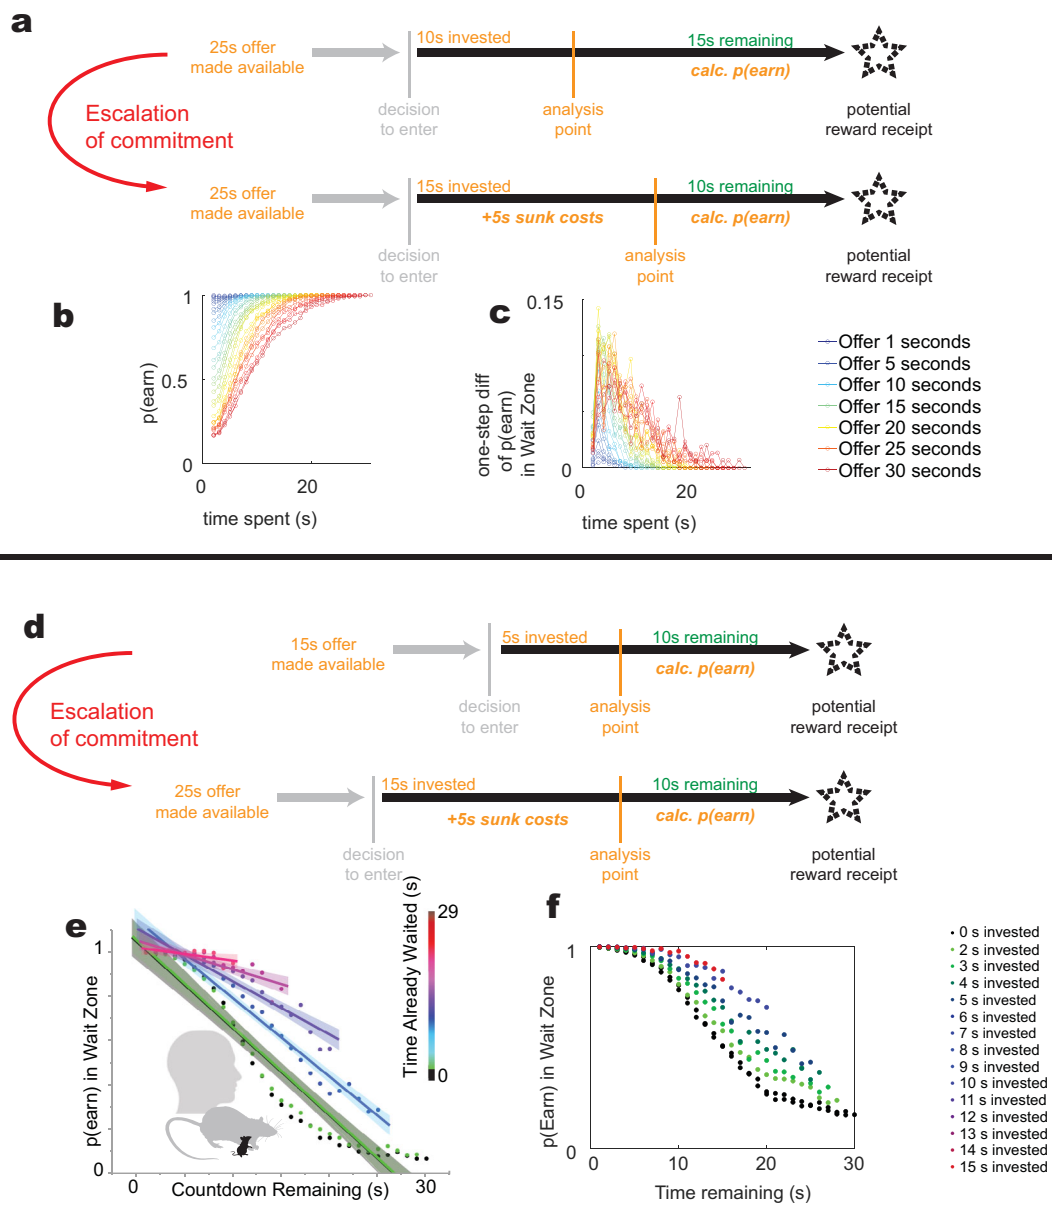 a
25s offer
made available
10s invested
15s remaining
calc. p(earn)
decision
to enter
analysis
point
potential
reward receipt
Escalation
of commitment
25s offer
made available
15s invested
10s remaining
+5s sunk costs
calc. p(earn)
decision
to enter
analysis
point
potential
reward receipt
b
1
0.5
0
p(earn)
0
20
time spent (s)
c
0.15
0
one-step diff
of p(earn)
in Wait Zone
0
20
time spent (s)
Offer 1 seconds
Offer 5 seconds
Offer 10 seconds
Offer 15 seconds
Offer 20 seconds
Offer 25 seconds
Offer 30 seconds
d
15s offer
made available
5s invested
10s remaining
calc. p(earn)
decision
to enter
analysis
point
potential
reward receipt
Escalation
of commitment
25s offer
made available
15s invested
10s remaining
+5s sunk costs
calc. p(earn)
decision
to enter
analysis
point
potential
reward receipt
e
1
0
p(earn) in Wait Zone
0
30
Countdown Remaining (s)
Time Already Waited (s)
29
0
f
1
0
p(Earn) in Wait Zone
0
10
20
30
Time remaining (s)
0 s invested
2 s invested
3 s invested
4 s invested
5 s invested
6 s invested
7 s invested
8 s invested
9 s invested
10 s invested
11 s invested
12 s invested
13 s invested
14 s invested
15 s invested